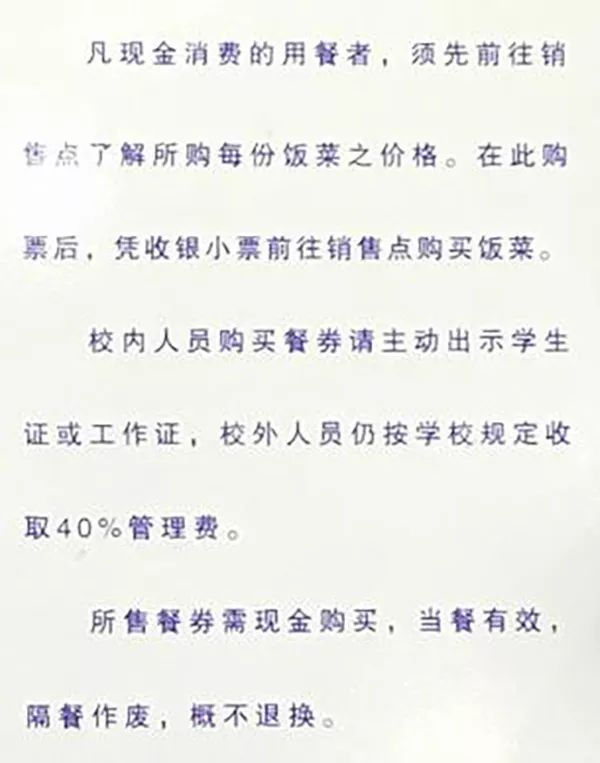 凡现金消费的用餐者，须先前往销
售点了解所购每份饭菜之价格。在此购
票后，凭收银小票前往销售点购买饭菜。
校内人员购买餐券请主动出示学生
证或工作证，校外人员仍按学校规定收
取40%管理费。
所售餐券需现金购买，当餐有效，
隔餐作废，概不退换。